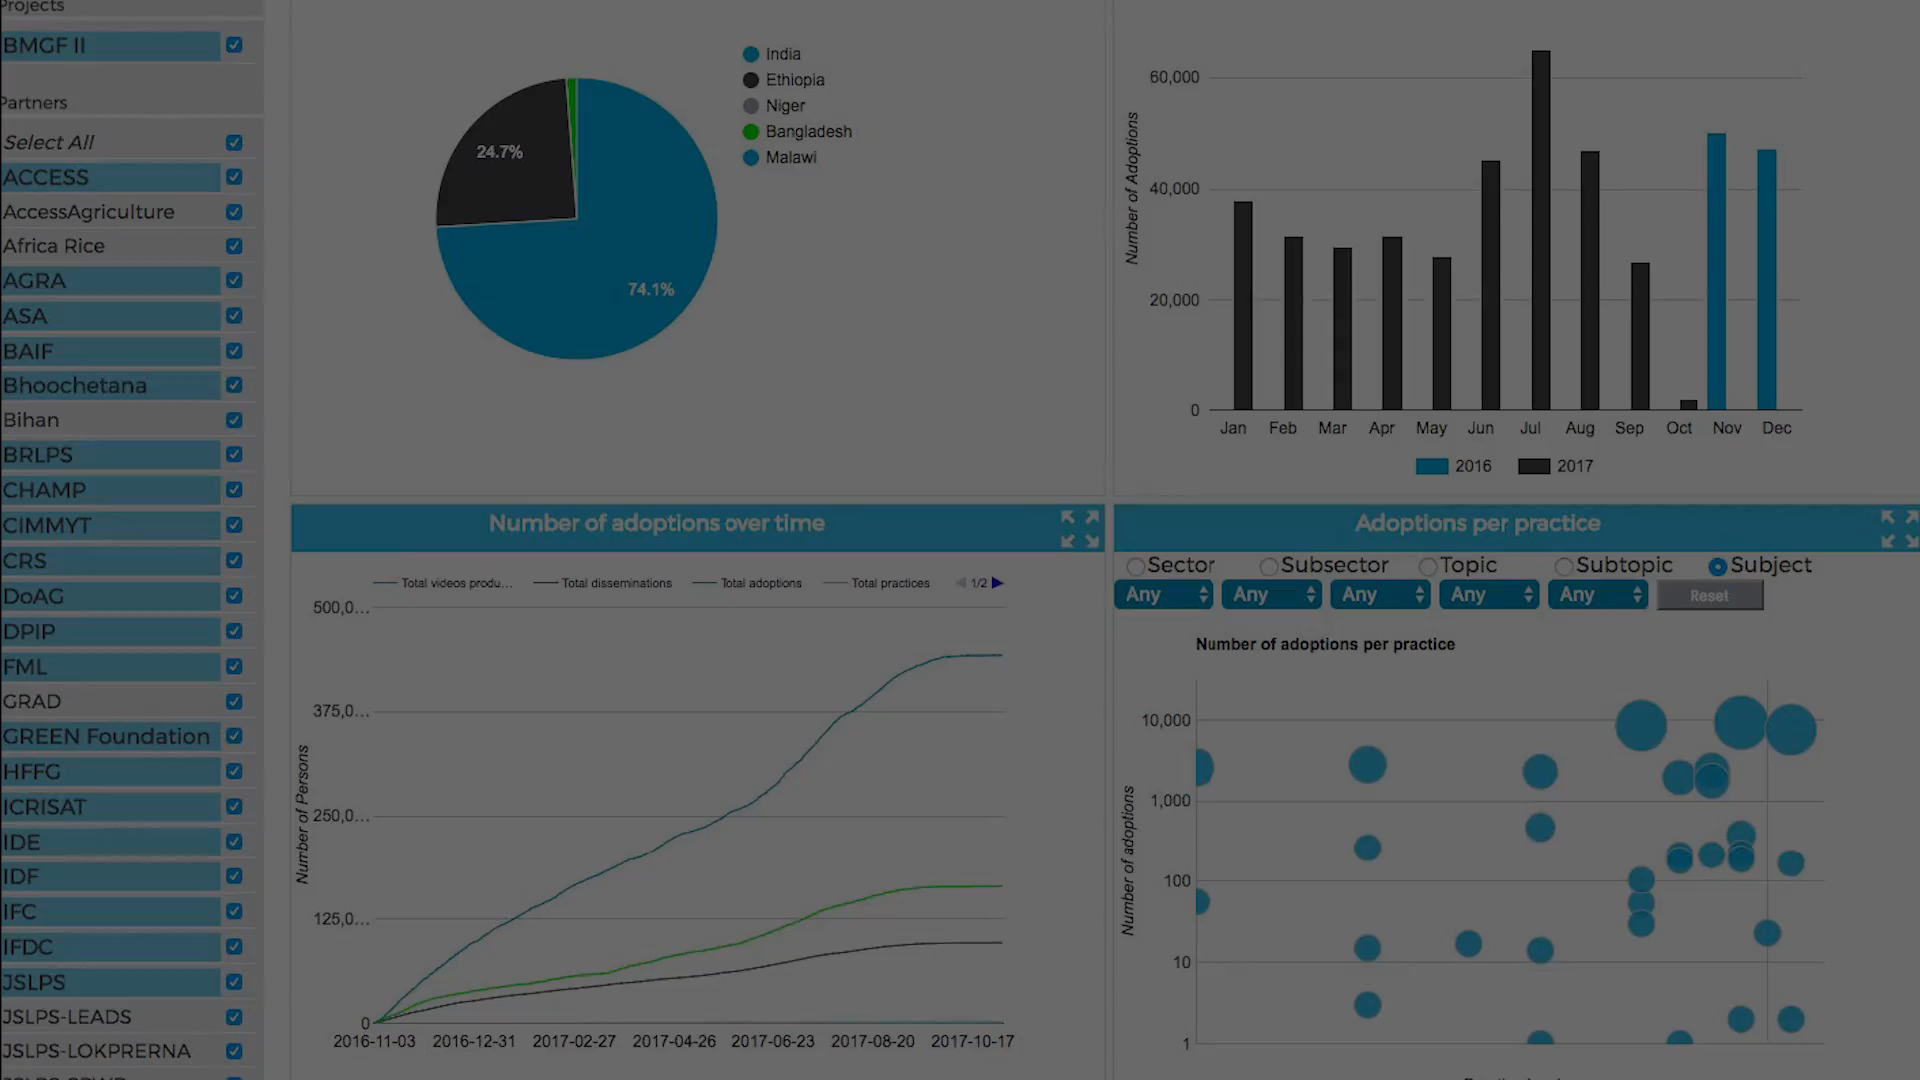 Projects
BMGF II
Partners
Select All
ACCESS
AccessAgriculture
Africa Rice
AGRA
ASA
BAIF
Bhoochetana
Bihan
BRLPS
CHAMP
CIMMYT
CRS
DoAG
DPIP
FML
GRAD
GREEN Foundation
HFFG
ICRISAT
IDE
IDF
IFC
IFDC
JSLPS
JSLPS-LEADS
JSLPS-LOKPRERNA
India
Ethiopia
Niger
Bangladesh
Malawi
24.7%
74.1%
Number of Adoptions
60,000
40,000
20,000
0
Jan Feb Mar Apr May Jun Jul Aug Sep Oct Nov Dec
2016 2017
Number of adoptions over time
Total videos produ... Total disseminations Total adoptions Total practices 1/2
Number of Persons
500,0...
375,0...
250,0...
125,0...
0
2016-11-03 2016-12-31 2017-02-27 2017-04-26 2017-06-23 2017-08-20 2017-10-17
Adoptions per practice
Sector Subsector Topic Subtopic Subject
Any Any Any Any Any Reset
Number of adoptions per practice
Number of adoptions
10,000
1,000
100
10
1